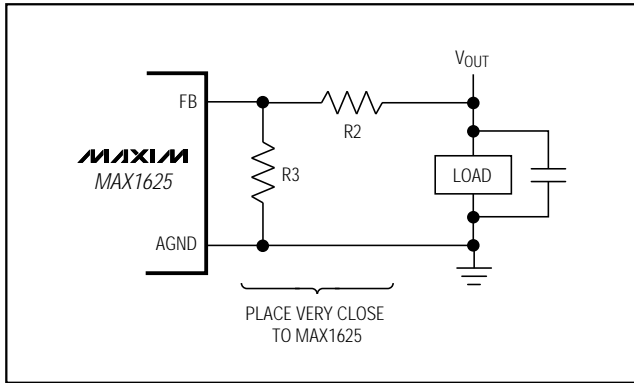 VOUT
FB
R2
MAXIM
MAX1625
R3
LOAD
AGND
PLACE VERY CLOSE
TO MAX1625